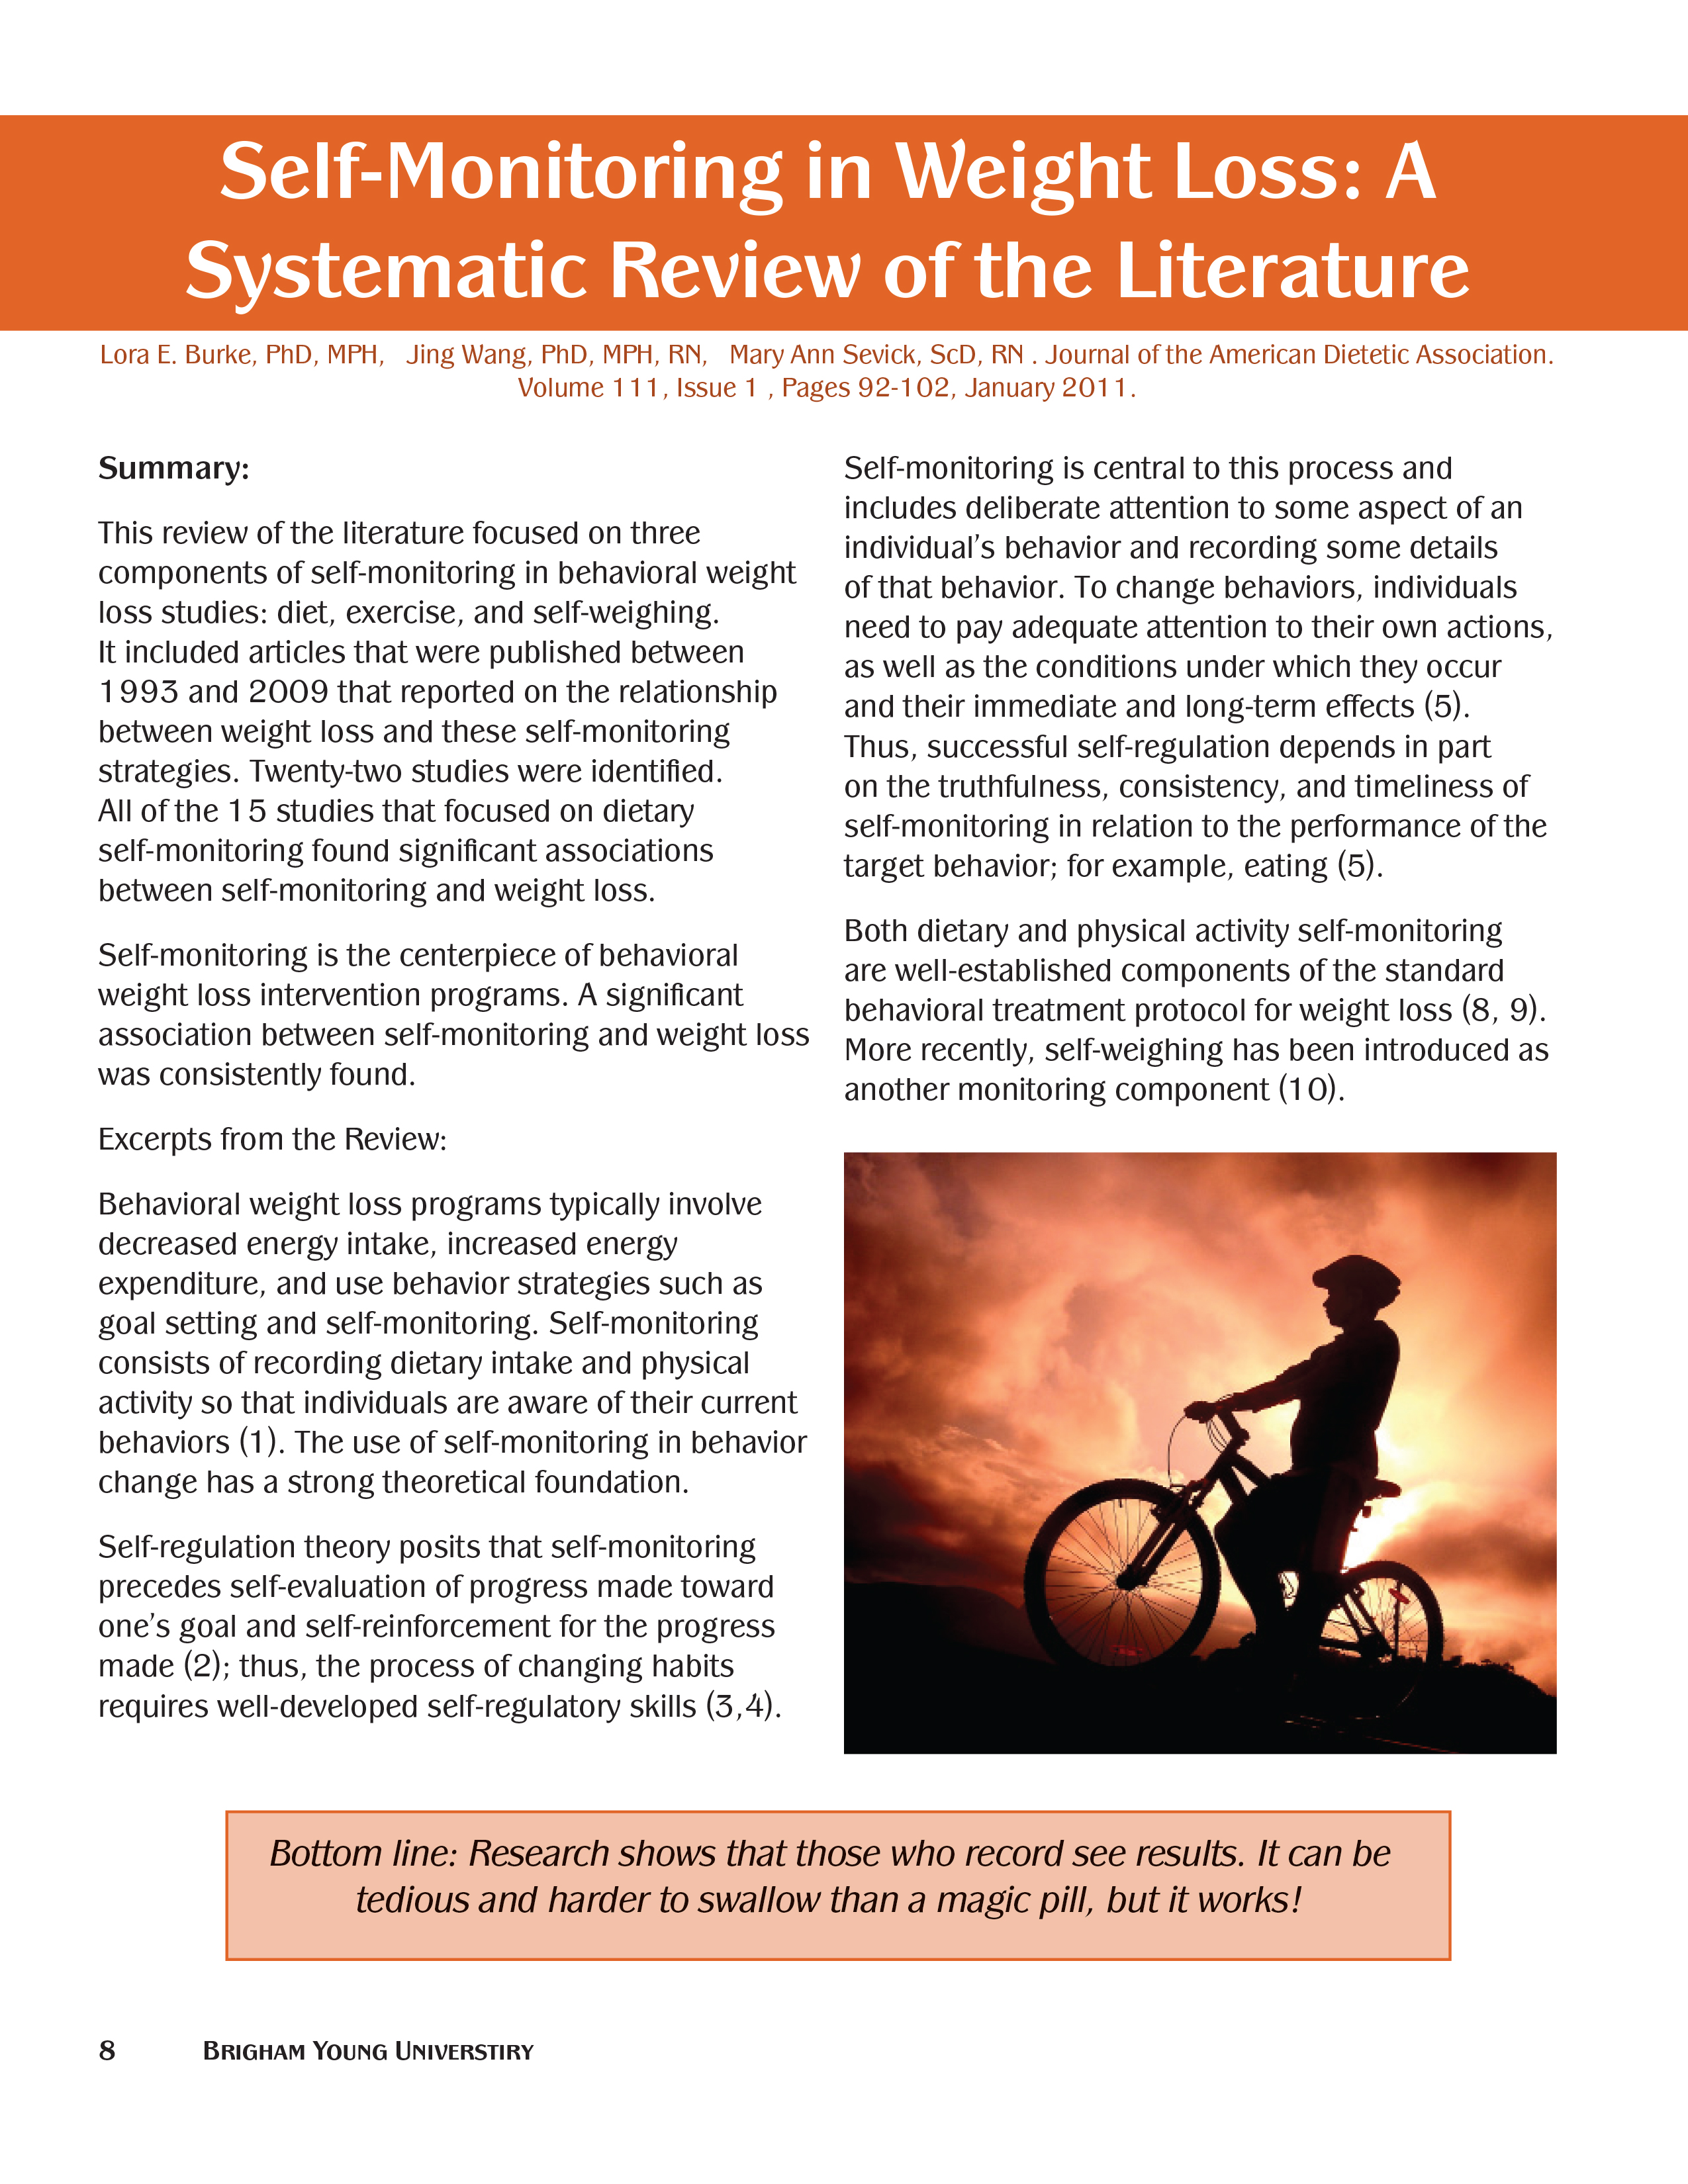 Self-Monitoring in Weight Loss: A
Systematic Review of the Literature
Lora E. Burke, PhD, MPH, Jing Wang, PhD, MPH, RN, Mary Ann Sevick, ScD, RN . Journal of the American Dietetic Association.
Volume 111, Issue 1 , Pages 92-102, January 2011.
Summary:
This review of the literature focused on three
components of self-monitoring in behavioral weight
loss studies: diet, exercise, and self-weighing.
It included articles that were published between
1993 and 2009 that reported on the relationship
between weight loss and these self-monitoring
strategies. Twenty-two studies were identified.
All of the 15 studies that focused on dietary
self-monitoring found significant associations
between self-monitoring and weight loss.
Self-monitoring is the centerpiece of behavioral
weight loss intervention programs. A significant
association between self-monitoring and weight loss
was consistently found.
Excerpts from the Review:
Behavioral weight loss programs typically involve
decreased energy intake, increased energy
expenditure, and use behavior strategies such as
goal setting and self-monitoring. Self-monitoring
consists of recording dietary intake and physical
activity so that individuals are aware of their current
behaviors (1). The use of self-monitoring in behavior
change has a strong theoretical foundation.
Self-regulation theory posits that self-monitoring
precedes self-evaluation of progress made toward
one's goal and self-reinforcement for the progress
made (2); thus, the process of changing habits
requires well-developed self-regulatory skills (3,4).
Self-monitoring is central to this process and
includes deliberate attention to some aspect of an
individual's behavior and recording some details
of that behavior. To change behaviors, individuals
need to pay adequate attention to their own actions,
as well as the conditions under which they occur
and their immediate and long-term effects (5).
Thus, successful self-regulation depends in part
on the truthfulness, consistency, and timeliness of
self-monitoring in relation to the performance of the
target behavior; for example, eating (5).
Both dietary and physical activity self-monitoring
are well-established components of the standard
behavioral treatment protocol for weight loss (8, 9).
More recently, self-weighing has been introduced as
another monitoring component (10).
Bottom line: Research shows that those who record see results. It can be
tedious and harder to swallow than a magic pill, but it works!
8 Brigham Young Universtiry